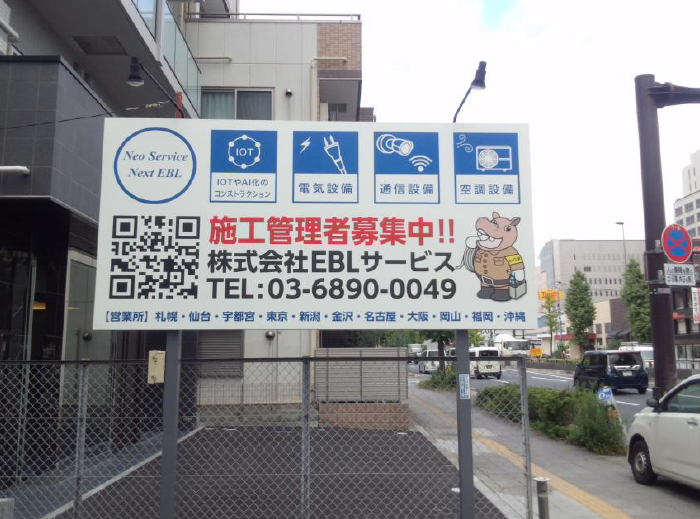 Neo Service
Next EBL
IOT
IOTやAI化の
コンストラクション
電気設備
通信設備
空調設備
施工管理者募集中!!
株式会社EBLサービス
TEL:03-6890-0049
【営業所】札幌・仙台・宇都宮・東京・新潟・金沢・名古屋・大阪・岡山・福岡・沖縄